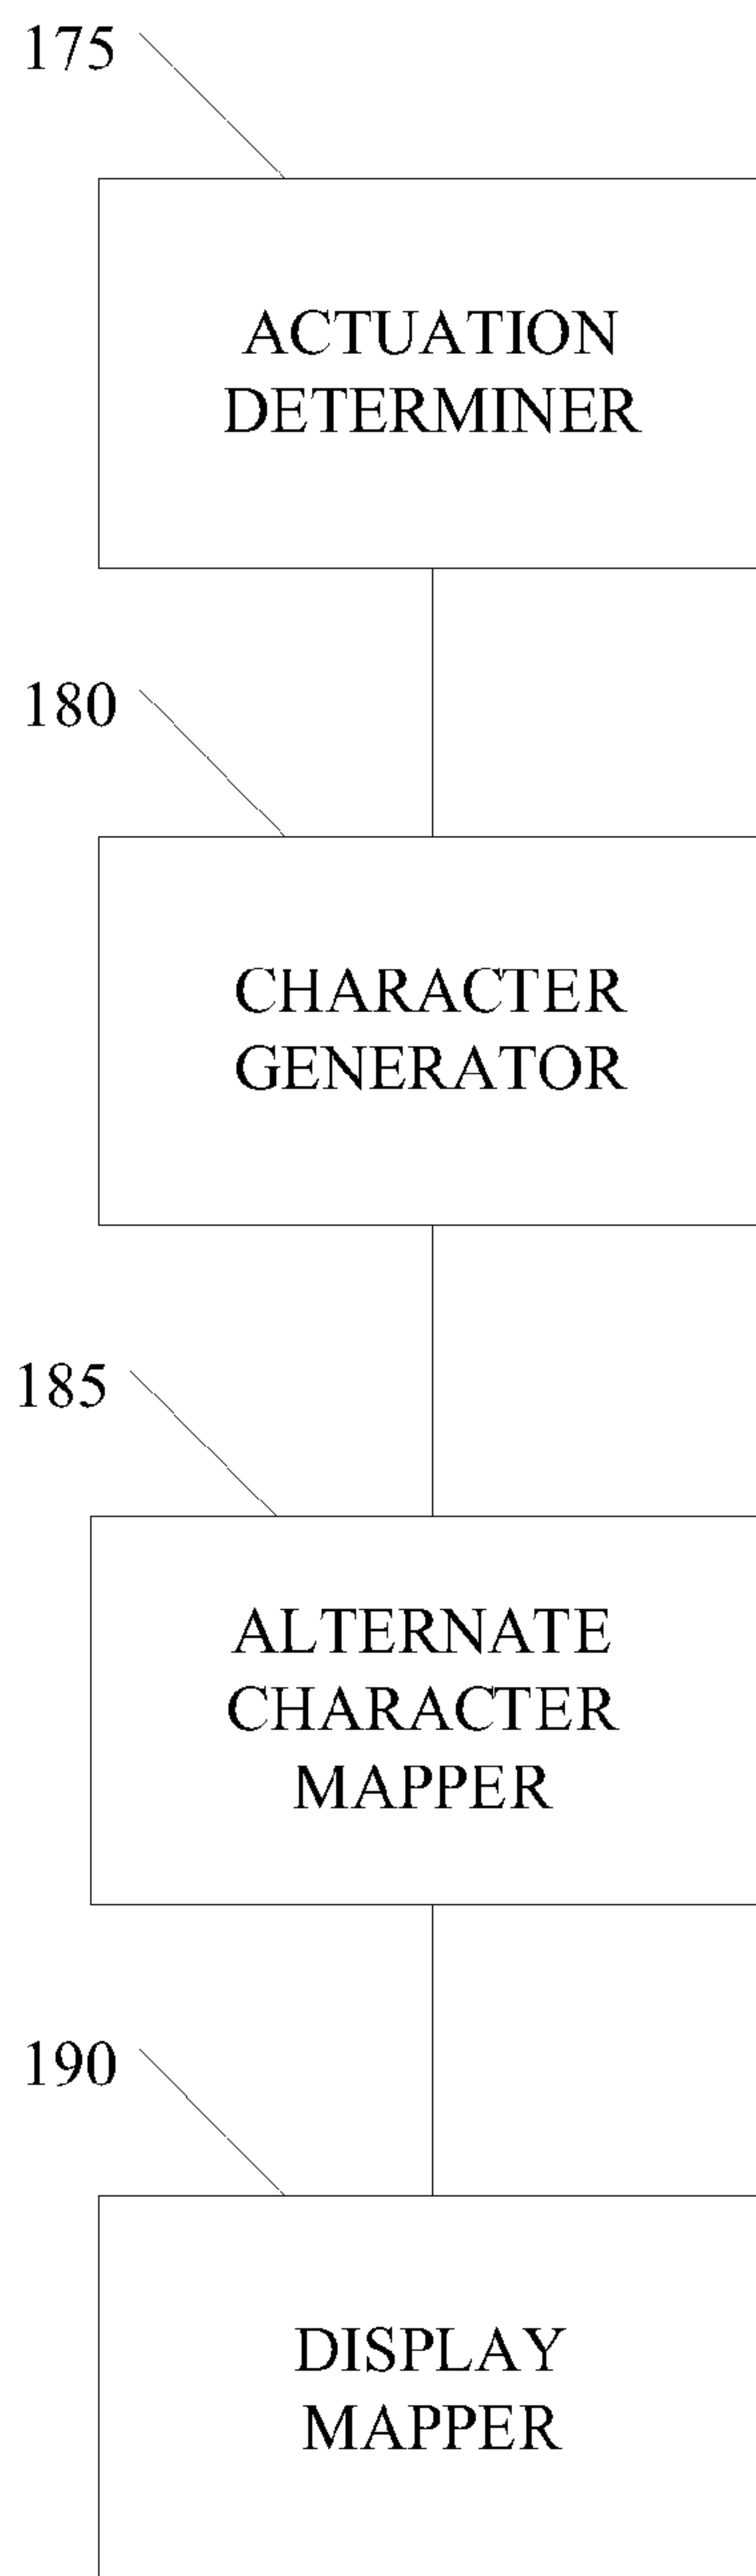 175
ACTUATION
DETERMINER
180
CHARACTER
GENERATOR
185
ALTERNATE
CHARACTER
MAPPER
190
DISPLAY
MAPPER